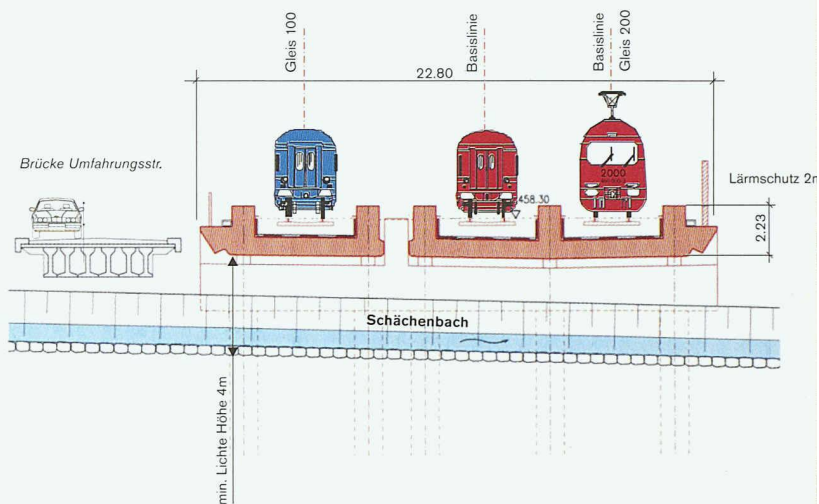 Gleis 100
Basislinie
Basislinie
Gleis 200
22.80
Brücke Umfahrungsstr.
2000
Lärmschutz 2m
458.30
2.23
Schächenbach
min. Lichte Höhe 4m